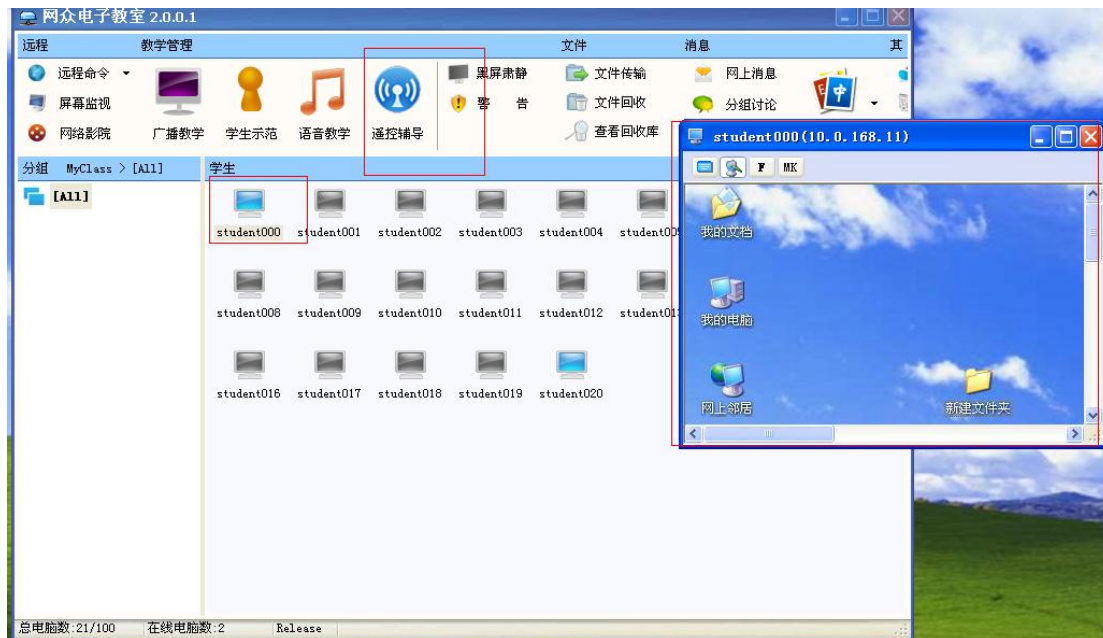 网众电子教室 2.0.0.1
远程 教学管理 文件 消息 其
远程命令
屏幕监视
网络影院
广播教学
学生示范
语音教学
遥控辅导
黑屏肃静
警 告
文件传输
文件回收
查看回收库
网上消息
分组讨论
中
分组 MyClass > [All]
学生
[All]
student000 student001 student002 student003 student004
student008 student009 student010 student011 student012
student016 student017 student018 student019 student020
student000(10.0.168.11)
F MK
我的文档
我的电脑
网上邻居
新建文件夹
总电脑数:21/100 在线电脑数:2 Release